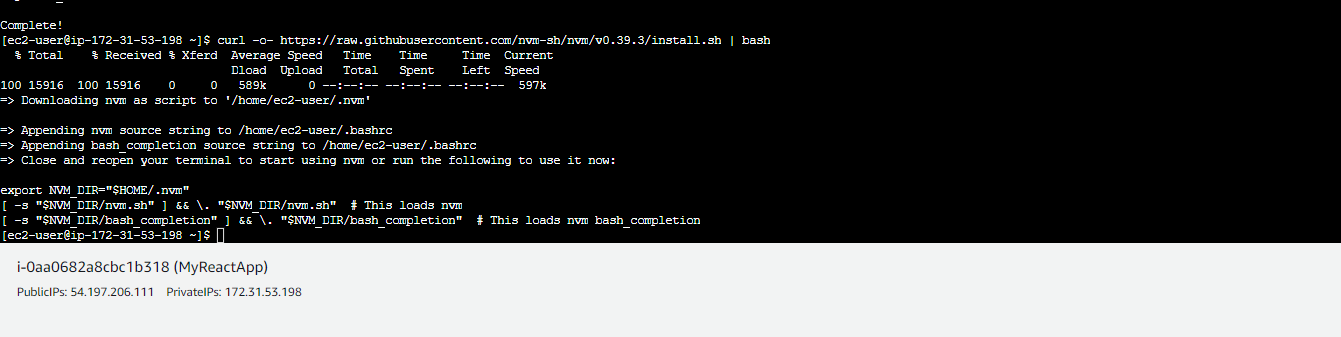 Complete!
[ec2-user@ip-172-31-53-198 ~]$ curl -o- https://raw.githubusercontent.com/nvm-sh/nvm/v0.39.3/install.sh | bash
  % Total    % Received % Xferd  Average Speed   Time    Time     Time  Current
                                 Dload  Upload   Total   Spent    Left  Speed
100 15916  100 15916    0     0   589k      0 --:--:-- --:--:-- --:--:--  597k
=> Downloading nvm as script to '/home/ec2-user/.nvm'
=> Appending nvm source string to /home/ec2-user/.bashrc
=> Appending bash_completion source string to /home/ec2-user/.bashrc
=> Close and reopen your terminal to start using nvm or run the following to use it now:
export NVM_DIR="$HOME/.nvm"
[ -s "$NVM_DIR/nvm.sh" ] && \. "$NVM_DIR/nvm.sh"  # This loads nvm
[ -s "$NVM_DIR/bash_completion" ] && \. "$NVM_DIR/bash_completion"  # This loads nvm bash_completion
[ec2-user@ip-172-31-53-198 ~]$
i-0aa0682a8cbc1b318 (MyReactApp)
PublicIPs: 54.197.206.111    PrivateIPs: 172.31.53.198